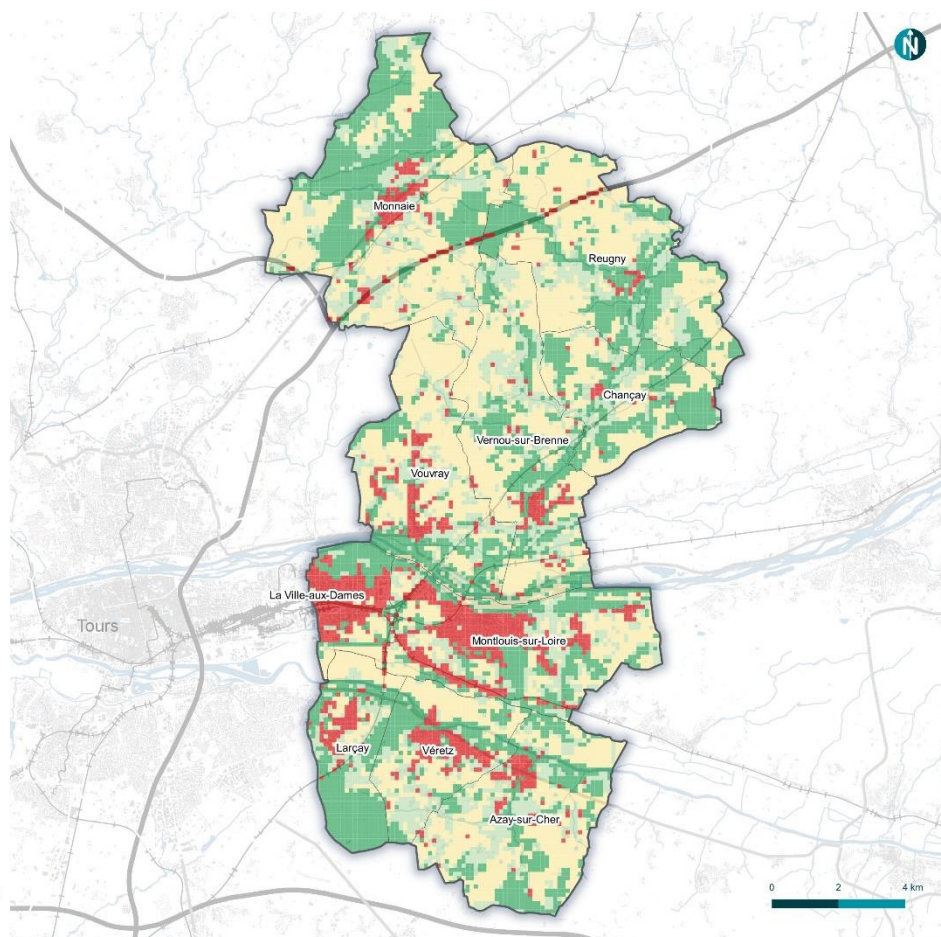 N
Monnaie
Reugny
Chançay
Vernou-sur-Brenne
Vouvray
La Ville-aux-Dames
Tours
Montlouis-sur-Loire
Larçay
Véretz
Azay-sur-Cher
0 2 4 km